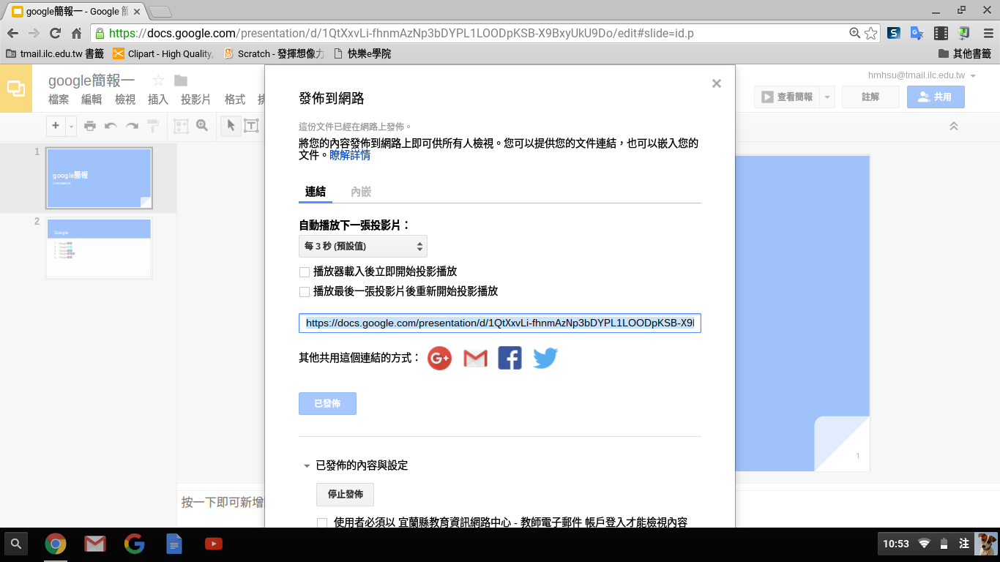 google簡報一 - Google 簡
https://docs.google.com/presentation/d/1QtXxvLi-fhnmAzNp3bDYPL1LOODpKSB-X9BxyUkU9Do/edit#slide=id.p
tmail.ilc.edu.tw 書籤 Clipart - High Quality, Scratch - 發揮想像力 快樂e學院 其他書籤
google簡報一
hmhsu@tmail.ilc.edu.tw
檔案 編輯 檢視 插入 投影片 格式
查看簡報 註解 共用
發佈到網路
這份文件已經在網路上發佈。
將您的內容發佈到網路上即可供所有人檢視。您可以提供您的文件連結，也可以嵌入您的
文件。瞭解詳情
連結 內嵌
自動播放下一張投影片：
每 3 秒 (預設值)
播放器載入後立即開始投影播放
播放最後一張投影片後重新開始投影播放
https://docs.google.com/presentation/d/1QtXxvLi-fhnmAzNp3bDYPL1LOODpKSB-X9
其他共用這個連結的方式：
已發佈
已發佈的內容與設定
停止發佈
使用者必須以 宜蘭縣教育資訊網路中心 - 教師電子郵件 帳戶登入才能檢視內容
1
google簡報
2
Google
1
按一下即可新增
10:53 注